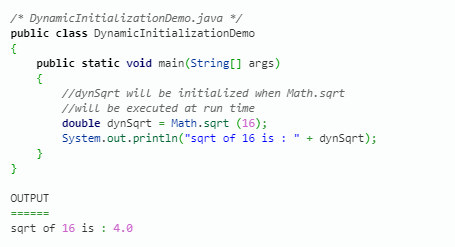 /* DynamicInitializationDemo.java */
public class DynamicInitializationDemo
{
    public static void main(String[] args)
    {
        //dynSqrt will be initialized when Math.sqrt
        //will be executed at run time
        double dynSqrt = Math.sqrt (16);
        System.out.println("sqrt of 16 is : " + dynSqrt);
    }
}
OUTPUT
======
sqrt of 16 is : 4.0